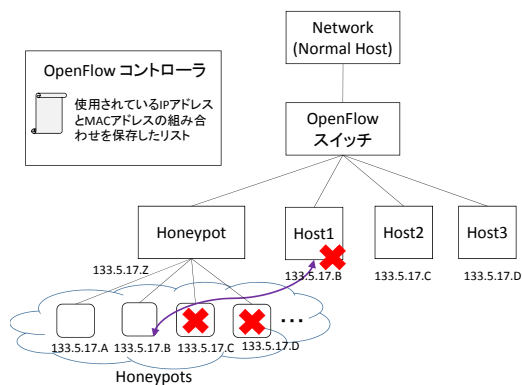 Network
(Normal Host)
OpenFlow コントローラ
使用されているIPアドレス
とMACアドレスの組み合
わせを保存したリスト
OpenFlow
スイッチ
Honeypot
Host1
Host2
Host3
133.5.17.Z
133.5.17.B
133.5.17.C
133.5.17.D
...
133.5.17.A
133.5.17.B
133.5.17.C
133.5.17.D
Honeypots